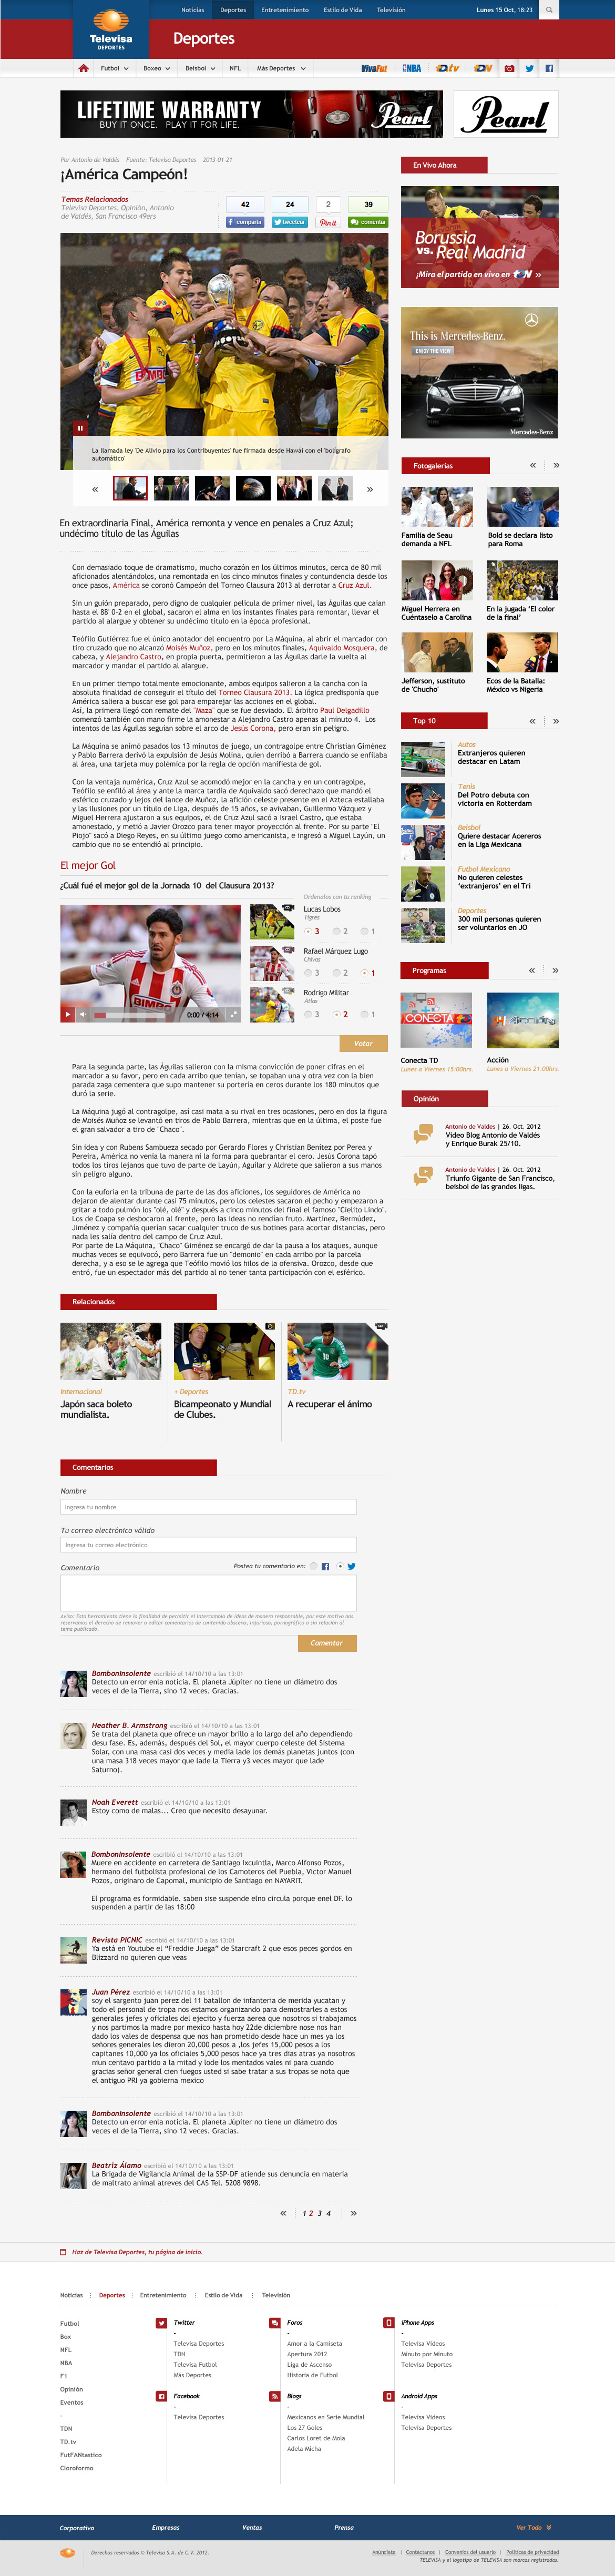 Noticias Deportes Entretenimiento Estilo de Vida Televisión
Lunes 15 Oct, 18:23
Televisa
DEPORTES
Deportes
Futbol Boxeo Beisbol NFL Más Deportes
VivaFut NBA
LIFETIME WARRANTY
BUY IT ONCE. PLAY IT FOR LIFE.
Pearl
Pearl
Por Antonio de Valdés Fuente: Televisa Deportes 2013-01-21
¡América Campeón!
Temas Relacionados
Televisa Deportes, Opinión, Antonio
de Valdés, San Francisco 49ers
42 24 2 39
compartir twittear Pin it comentar
La llamada ley 'De Alivio para los Contribuyentes' fue firmada desde Hawái con el 'bolígrafo
automático'
En extraordinaria Final, América remonta y vence en penales a Cruz Azul;
undécimo título de las Águilas
Con demasiado toque de dramatismo, mucho corazón en los últimos minutos, cerca de 80 mil
aficionados alentándolos, una remontada en los cinco minutos finales y contundencia desde los
once pasos, América se coronó Campeón del Torneo Clausura 2013 al derrotar a Cruz Azul.
Sin un guión preparado, pero digno de cualquier película de primer nivel, las Águilas que caían
hasta el 88' 0-2 en el global, sacaron el alma en los instantes finales para remontar, llevar el
partido al alargue y obtener su undécimo título en la instancia de penales.
Teófilo Gutiérrez fue el único anotador del encuentro por La Máquina, al abrir el marcador con
tiro cruzado que no alcanzó Moisés Muñoz, pero en los minutos finales, Aquivaldo Mosquera, de
cabeza, y Alejandro Castro, en propia puerta, permitieron a las Águilas darle la vuelta al
marcador y mandar el partido al alargue.
En un primer tiempo totalmente emocionante, ambos equipos salieron a la cancha con la
absoluta finalidad de conseguir el título del Torneo Clausura 2013. La lógica presidsponía que
América saliera a buscar ese gol para emparejar las acciones en el global.
Así, la primera llegó en un remate del "Maza" que se fue desviado. El árbitro Paul Delgadillo
comenzó también con mano firme la amonestar a Alejandro Castro apenas al minuto 4. Los
intentos de las Águilas seguían sobre el arco de Jesús Corona, pero eran sin peligro.
La Máquina se animó pasados los 13 minutos de juego, un contragolpe entre Christian Giménez
y Pablo Barrera derivó la expulsión de Jesús Molina, quien derribó a Barrera cuando se enfilaba
al área, una tarjeta muy polémica por la regla de opción manifiesta de gol.
Con la ventaja numérica, Cruz Azul se acomodó mejor en la cancha y en un contragolpe,
Teófilo se enfiló al área y ante la marca tardía de Aquivaldo sacó derechazo que mandó el
esférico cruzado y lejos del lance de Muñoz, la afición celeste presente en el Azteca estallaba
y las ilusiones por un título de Liga, después de 15 años, se avivaban, Guillermo Vázquez y
Miguel Herrera ajustaron a sus equipos, el de Cruz Azul sacó a Israel Castro, que estaba
amonestado, y metió a Javier Orozco para tener mayor proyección al frente. Por su parte "El
Piojo" sacó a Diego Reyes, en su último juego como americanista, e ingresó a Miguel Layún, un
cambio que no se entendió al principio.
El mejor Gol
¿Cuál fué el mejor gol de la Jornada 10 del Clausura 2013?
Ordenalos con tu ranking
Lucas Lobos
Tigres
3 2 1
Rafael Márquez Lugo
Chivas
3 2 1
Rodrigo Militar
Atlas
3 2 1
BIMBO
0:00 / 4:14
Votar
Para la segunda parte, las Águilas salieron con la misma convicción de poner cifras en el
marcador a su favor, pero en cada arribo que tenían, se topaban una y otra vez con la bien
parada zaga cementera que supo mantener su portería en cero durante los 180 minutos que
duró la serie.
La Máquina jugó al contragolpe, así casi mata a su rival en tres ocasiones, pero en dos la figura
de Moisés Muñoz se levantó en tiros de Pablo Barrera, mientras que en la última, el poste fue
el gran salvador a tiro de "Chaco".
Sin idea y con Rubens Sambueza secado por Gerardo Flores y Christian Benítez por Perea y
Pereira, América no venía la manera ni la forma para quebrantar el cero. Jesús Corona tapó
todos los tiros lejanos que de parte de Layún, Aguilar y Aldrete que salieron a sus manos y
sin peligro alguno.
Con la euforia en la tribuna de parte de las dos aficiones, los seguidores de América no
dejaron de alentar durante casi 75 minutos, pero los celestes sacaron el pecho y empezaron a
gritar a todo pulmón los "olé, olé" y después a cinco minutos del final el famoso "Cielito Lindo".
Los de Coapa se desbocaron al frente, pero las ideas no rendían fruto. Martínez, Bermúdez,
Jiménez y compañía querían sacar cualquier truco de sus botines para acortar distancias, pero
nada les salía dentro del campo de Cruz Azul.
Por parte de La Máquina, "Chaco" Giménez se encargó de dar la pausa a los ataques, aunque
muchas veces se equivocó, pero Barrera fue un "demonio" en cada arribo por la parcela
derecha, y a eso se le agrega que Teófilo movió los hilos de la ofensiva. Orozco, desde que
entró, fue un espectador más del partido al no tener tanta participación con el esférico.
Relacionados
Internacional
Japón saca boleto
mundialista.
+ Deportes
Bicampeonato y Mundial
de Clubes.
TD.tv
A recuperar el ánimo
Comentarios
Nombre
Ingresa tu nombre
Tu correo electrónico válido
Ingresa tu correo electrónico
Comentario
Postea tu comentario en:
Aviso: Esta herramienta tiene la finalidad de permitir el intercambio de ideas de manera responsable, por este motivo nos
reservamos el derecho de remover o editar comentarios de contenido obsceno, injurioso, pornográfico o sin relación al
tema publicado.
Comentar
BombonInsolente escribió el 14/10/10 a las 13:01
Detecto un error enla noticia. El planeta Júpiter no tiene un diámetro dos
veces el de la Tierra, sino 12 veces. Gracias.
Heather B. Armstrong escribió el 14/10/10 a las 13:01
Se trata del planeta que ofrece un mayor brillo a lo largo del año dependiendo
desu fase. Es, además, después del Sol, el mayor cuerpo celeste del Sistema
Solar, con una masa casi dos veces y media lade los demás planetas juntos (con
una masa 318 veces mayor que lade la Tierra y3 veces mayor que lade
Saturno).
Noah Everett escribió el 14/10/10 a las 13:01
Estoy como de malas... Creo que necesito desayunar.
BombonInsolente escribió el 14/10/10 a las 13:01
Muere en accidente en carretera de Santiago Ixcuintla, Marco Alfonso Pozos,
hermano del futbolista profesional de los Camoteros del Puebla, Víctor Manuel
Pozos, originaro de Capomal, municipio de Santiago en NAYARIT.
El programa es formidable. saben sise suspende elno circula porque enel DF. lo
suspenden a partir de las 18:00
Revista PICNIC escribió el 14/10/10 a las 13:01
Ya está en Youtube el “Freddie Juega” de Starcraft 2 que esos peces gordos en
Blizzard no quieren que veas
Juan Pérez escribió el 14/10/10 a las 13:01
soy el sargento juan perez del 11 batallon de infanteria de merida yucatan y
todo el personal de tropa nos estamos organizando para demostrarles a estos
generales jefes y oficiales del ejecito y fuerza aerea que nosotros si trabajamos
y nos partimos la madre por mexico hasta hoy 22de diciembre nose nos han
dado los vales de despensa que nos han prometido desde hace un mes ya los
señores generales les dieron 20,000 pesos a ,los jefes 15,000 pesos a los
capitanes 10,000 ya los oficiales 5,000 pesos hace ya tres dias atras ya nosotros
niun centavo partido a la mitad y lode los mentados vales ni para cuando
gracias señor general cien fuegos usted si sabe tratar a sus tropas se nota que
el antiguo PRI ya gobierna mexico
BombonInsolente escribió el 14/10/10 a las 13:01
Detecto un error enla noticia. El planeta Júpiter no tiene un diámetro dos
veces el de la Tierra, sino 12 veces. Gracias.
Beatriz Álamo escribió el 14/10/10 a las 13:01
La Brigada de Vigilancia Animal de la SSP-DF atiende sus denuncia en materia
de maltrato animal atreves del CAS Tel. 5208 9898.
« 1 2 3 4 »
En Vivo Ahora
Borussia
vs. Real Madrid
¡Mira el partido en vivo en TDN »
This is Mercedes-Benz.
ENJOY THE VIEW
Mercedes-Benz
Fotogalerías
Familia de Seau
demanda a NFL
Bold se declara listo
para Roma
Miguel Herrera en
Cuéntaselo a Carolina
En la jugada ‘El color
de la final’
Jefferson, sustituto
de ‘Chucho’
Ecos de la Batalla:
México vs Nigeria
Top 10
Autos
Extranjeros quieren
destacar en Latam
Tenis
Del Potro debuta con
victoria en Rotterdam
Beisbol
Quiere destacar Acereros
en la Liga Mexicana
Futbol Mexicano
No quieren celestes
‘extranjeros’ en el Tri
Deportes
300 mil personas quieren
ser voluntarios en JO
Programas
CONECTA
Conecta TD
Lunes a Viernes 15:00hrs.
Acción
Lunes a Viernes 21:00hrs.
Opinión
Antonio de Valdes | 26. Oct. 2012
Video Blog Antonio de Valdés
y Enrique Burak 25/10.
Antonio de Valdes | 26. Oct. 2012
Triunfo Gigante de San Francisco,
beisbol de las grandes ligas.
Haz de Televisa Deportes, tu página de inicio.
Noticias Deportes Entretenimiento Estilo de Vida Televisión
Futbol
Box
NFL
NBA
F1
Opinión
Eventos
-
TDN
TD.tv
FutFANtastico
Cloroformo
Twitter
-
Televisa Deportes
TDN
Televisa Futbol
Más Deportes
Facebook
-
Televisa Deportes
Foros
-
Amor a la Camiseta
Apertura 2012
Liga de Ascenso
Historia de Futbol
Blogs
-
Mexicanos en Serie Mundial
Los 27 Goles
Carlos Loret de Mola
Adela Micha
iPhone Apps
-
Televisa Videos
Minuto por Minuto
Televisa Deportes
Android Apps
-
Televisa Videos
Televisa Deportes
Corporativo Empresas Ventas Prensa Ver Todo
Derechos reservados © Televisa S.A. de C.V. 2012.
Anúnciate | Contáctanos | Convenios del usuario | Políticas de privacidad
TELEVISA y el logotipo de TELEVISA son marcas registradas.